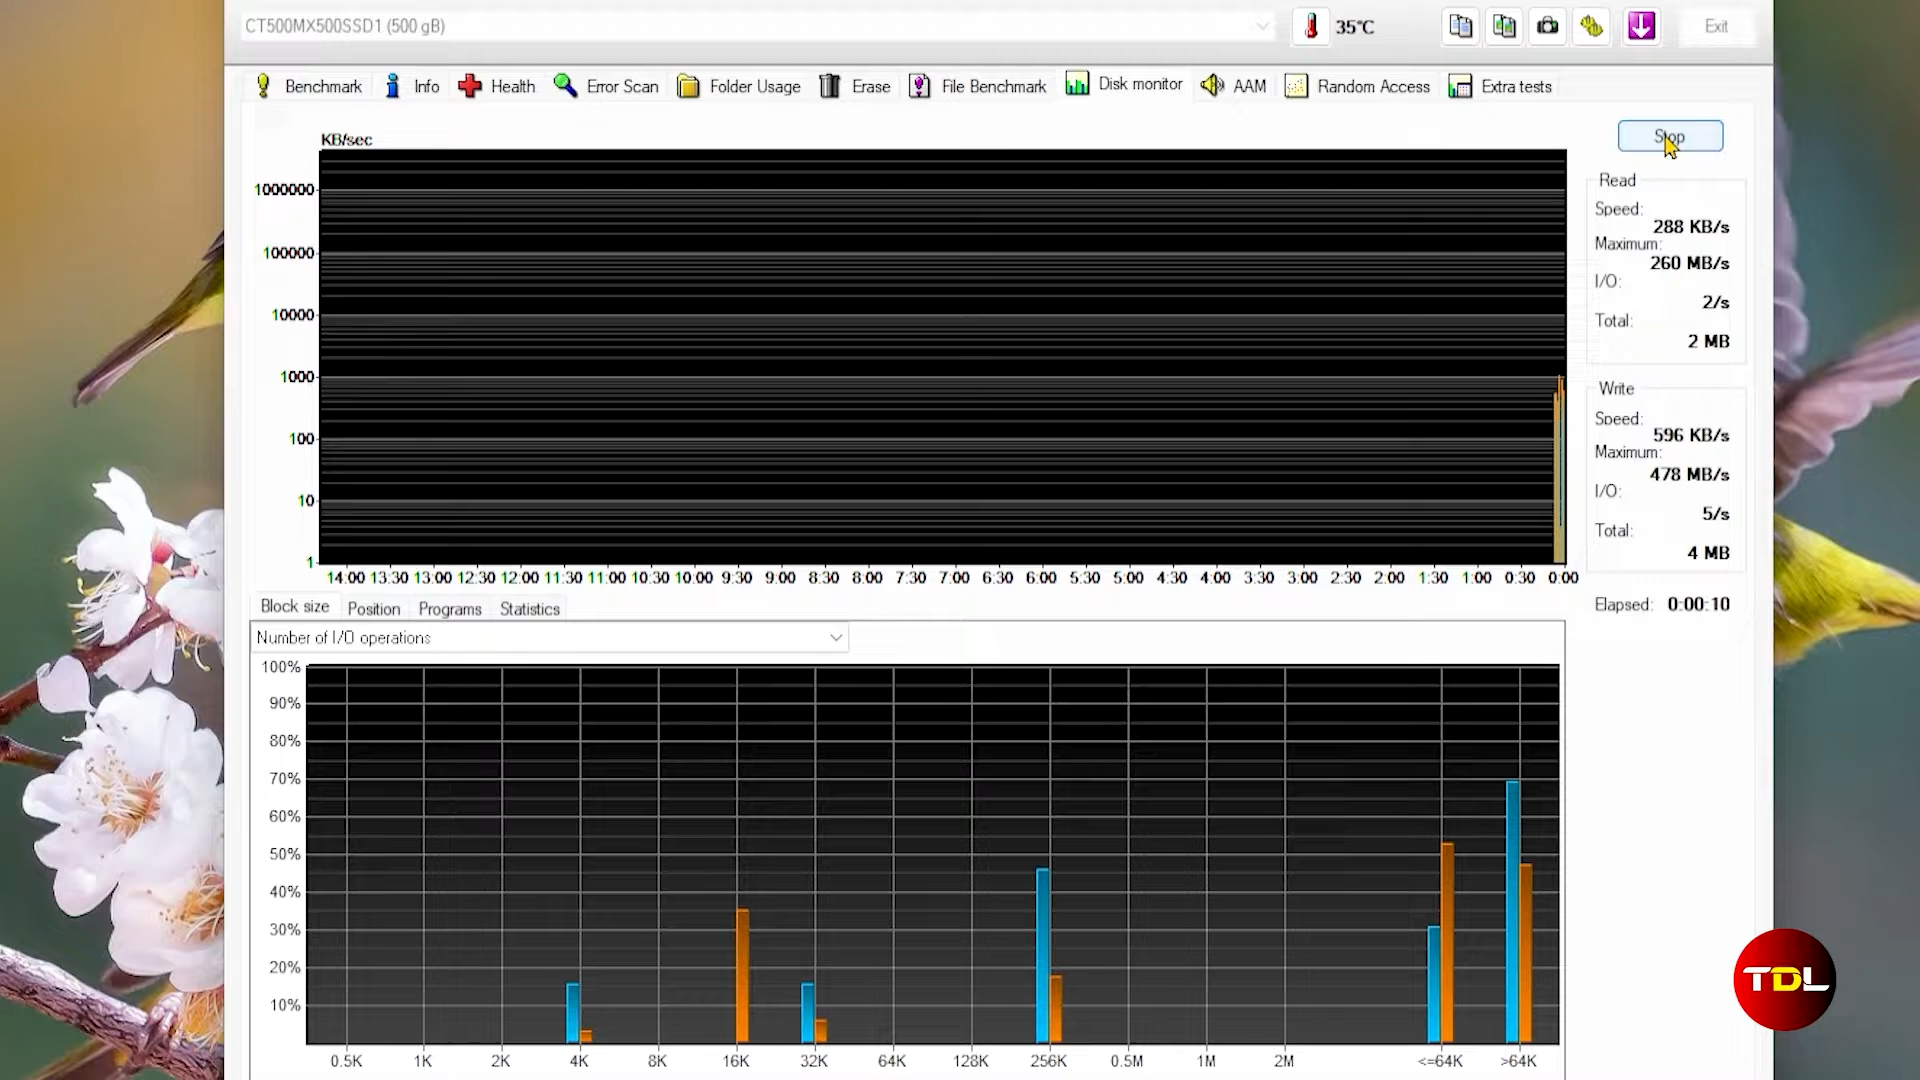 CT500MX500SSD1 (500 gB)
35°C
Exit
Benchmark Info Health Error Scan Folder Usage Erase File Benchmark Disk monitor AAM Random Access Extra tests
KB/sec
Stop
1000000
100000
10000
1000
100
10
1
14:00 13:30 13:00 12:30 12:00 11:30 11:00 10:30 10:00 9:30 9:00 8:30 8:00 7:30 7:00 6:30 6:00 5:30 5:00 4:30 4:00 3:30 3:00 2:30 2:00 1:30 1:00 0:30 0:00
Read
Speed:
288 KB/s
Maximum:
260 MB/s
I/O:
2/s
Total:
2 MB
Write
Speed:
596 KB/s
Maximum:
478 MB/s
I/O:
5/s
Total:
4 MB
Elapsed: 0:00:10
Block size Position Programs Statistics
Number of I/O operations
100%
90%
80%
70%
60%
50%
40%
30%
20%
10%
0.5K 1K 2K 4K 8K 16K 32K 64K 128K 256K 0.5M 1M 2M <=64K >64K
TDL